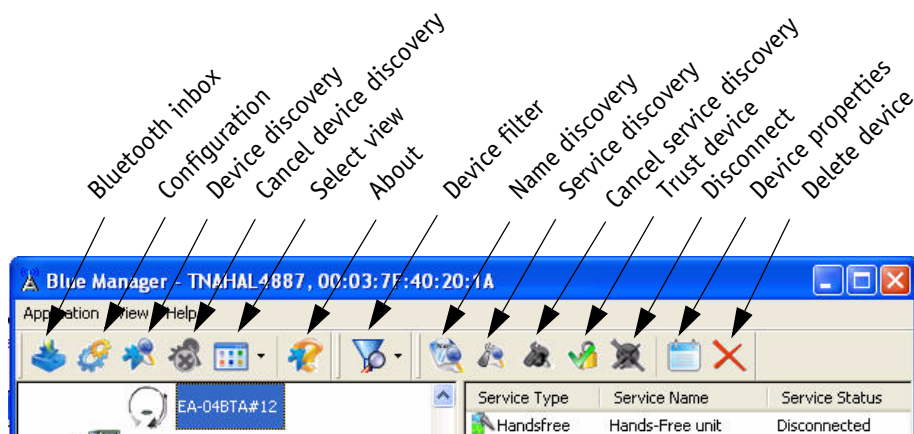 Bluetooth inbox
Configuration
Device discovery
Cancel device discovery
Select view
About
Device filter
Name discovery
Service discovery
Cancel service discovery
Trust device
Disconnect
Device properties
Delete device
Blue Manager - TNAHAL4887, 00:03:7F:40:20:1A
Application View Help
EA-04BTA#12
Service Type Service Name Service Status
Handsfree Hands-Free unit Disconnected